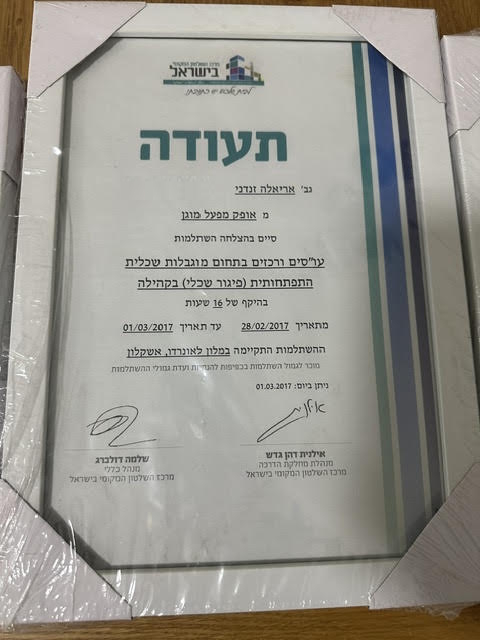 מרכז השלטון המקומי
בישראל
תעודה
גב' אריאלה זנדני
מ אופק מפעל מוגן
סיים בהצלחה השתלמות
עו"סים ורכזים בתחום מוגבלות שכלית
התפתחותית (פיגור שכלי) בקהילה
בהיקף של 16 שעות
מתאריך 28/02/2017 עד תאריך 01/03/2017
ההשתלמות התקיימה במלון לאונרדו, אשקלון
מוכר לגמול השתלמות בכפיפות להנחיות ועדת גמולי ההשתלמות
ניתן ביום: 01.03.2017
אילנית
אילנית דהן גדש
מנהלת מחלקת הדרכה
מרכז השלטון המקומי בישראל
שלמה דולברג
מנהל כללי
מרכז השלטון המקומי בישראל